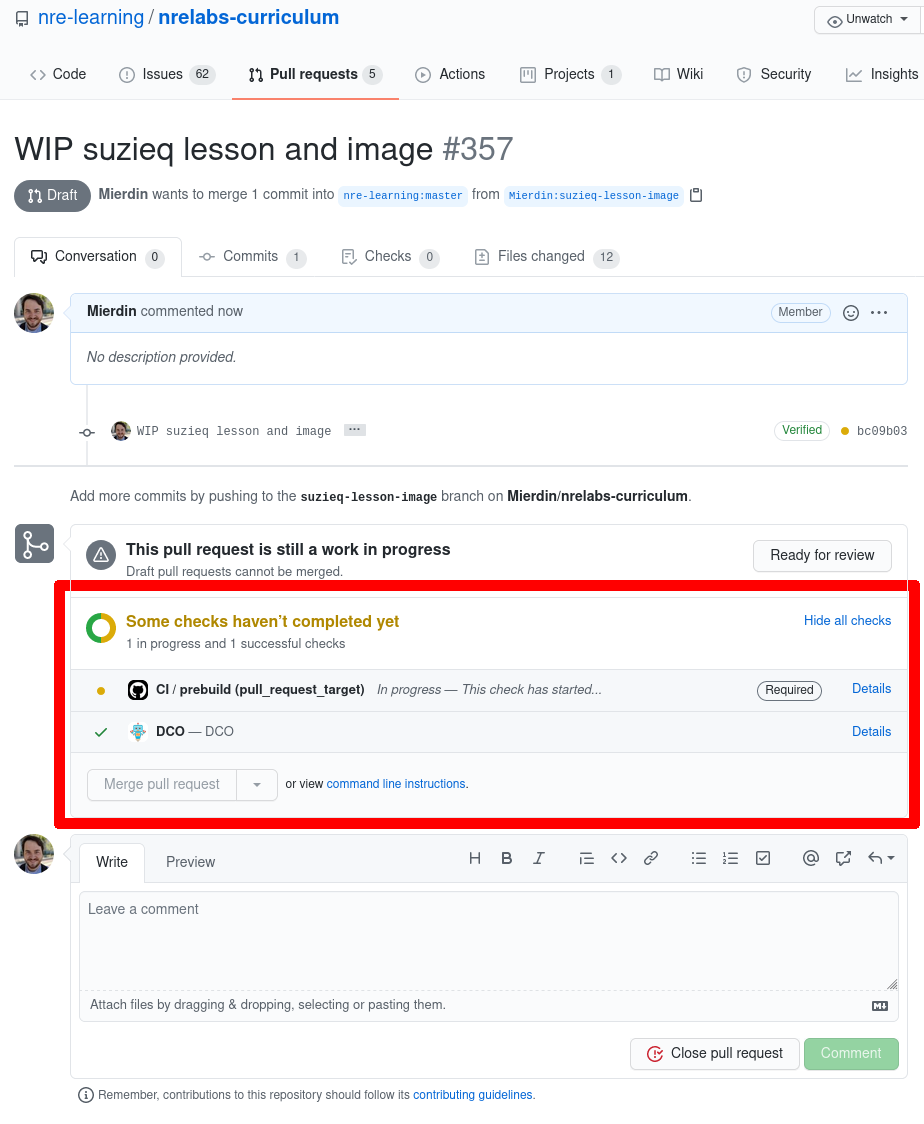 nre-learning / nrelabs-curriculum
Unwatch
Code
Issues 62
Pull requests 5
Actions
Projects 1
Wiki
Security
Insights
WIP suzieq lesson and image #357
Draft
Mierdin wants to merge 1 commit into nre-learning:master from Mierdin:suzieq-lesson-image
Conversation 0
Commits 1
Checks 0
Files changed 12
Mierdin commented now
Member
No description provided.
WIP suzieq lesson and image
Verified
bc09b03
Add more commits by pushing to the suzieq-lesson-image branch on Mierdin/nrelabs-curriculum.
This pull request is still a work in progress
Draft pull requests cannot be merged.
Ready for review
Some checks haven't completed yet
1 in progress and 1 successful checks
Hide all checks
CI / prebuild (pull_request_target) In progress — This check has started...
Required
Details
DCO — DCO
Details
Merge pull request
or view command line instructions.
Write
Preview
Leave a comment
Attach files by dragging & dropping, selecting or pasting them.
Close pull request
Comment
Remember, contributions to this repository should follow its contributing guidelines.